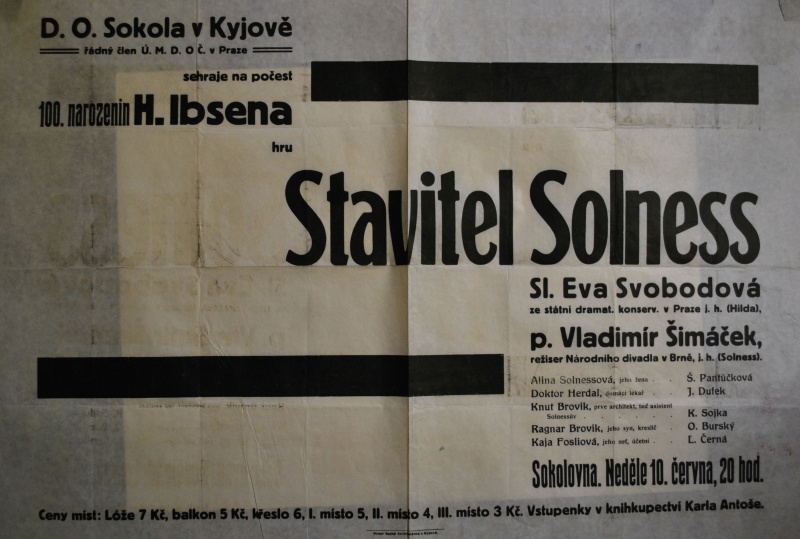 D. O. Sokola v Kyjově
řádný člen Ú. M. D. O Č. v Praze
sehraje na počest
100. narozenin H. Ibsena
hru
Stavitel Solness
Sl. Eva Svobodová
ze státní dramat. konserv. v Praze j. h. (Hilda),
p. Vladimír Šimáček,
režiser Národního divadla v Brně, j. h. (Solness).
Alina Solnessová, jeho žena . . . Š. Pantůčková
Doktor Herdal, domácí lékař . . . J. Dufek
Knut Brovik, prve architekt, teď asistent
Solnessův . . . . . . K. Sojka
Ragnar Brovik, jeho syn, kreslič . . O. Burský
Kaja Fosliová, jeho neť, účetní . . L. Černá
Sokolovna. Neděle 10. června, 20 hod.
Ceny míst: Lóže 7 Kč, balkon 5 Kč, křeslo 6, I. místo 5, II. místo 4, III. místo 3 Kč. Vstupenky v knihkupectví Karla Antoše.